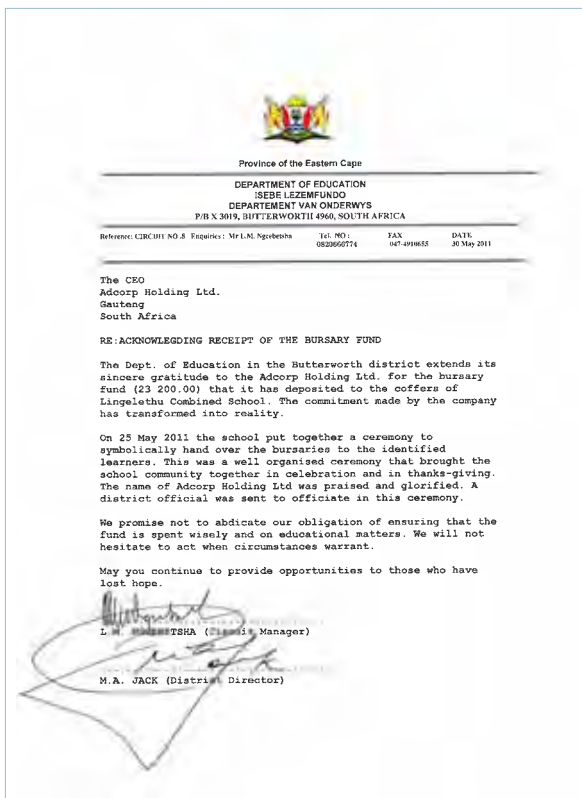 Province of the Eastern Cape
DEPARTMENT OF EDUCATION
ISEBE LEZEMFUNDO
DEPARTEMENT VAN ONDERWYS
P/B X 3019, BUTTERWORTH 4960, SOUTH AFRICA
Reference: CIRCUIT NO .8 Enquiries : Mr L.M. Ngcebetsha Tel. NO : FAX DATE
0820660774 047-4910655 30 May 2011
The CEO
Adcorp Holding Ltd.
Gauteng
South Africa
RE:ACKNOWLEGDING RECEIPT OF THE BURSARY FUND
The Dept. of Education in the Butterworth district extends its
sincere gratitude to the Adcorp Holding Ltd. for the bursary
fund (23 200.00) that it has deposited to the coffers of
Lingelethu Combined School. The commitment made by the company
has transformed into reality.
On 25 May 2011 the school put together a ceremony to
symbolically hand over the bursaries to the identified
learners. This was a well organised ceremony that brought the
school community together in celebration and in thanks-giving.
The name of Adcorp Holding Ltd was praised and glorified. A
district official was sent to officiate in this ceremony.
We promise not to abdicate our obligation of ensuring that the
fund is spent wisely and on educational matters. We will not
hesitate to act when circumstances warrant.
May you continue to provide opportunities to those who have
lost hope.
L TSHA ( Manager)
M.A. JACK (District Director)